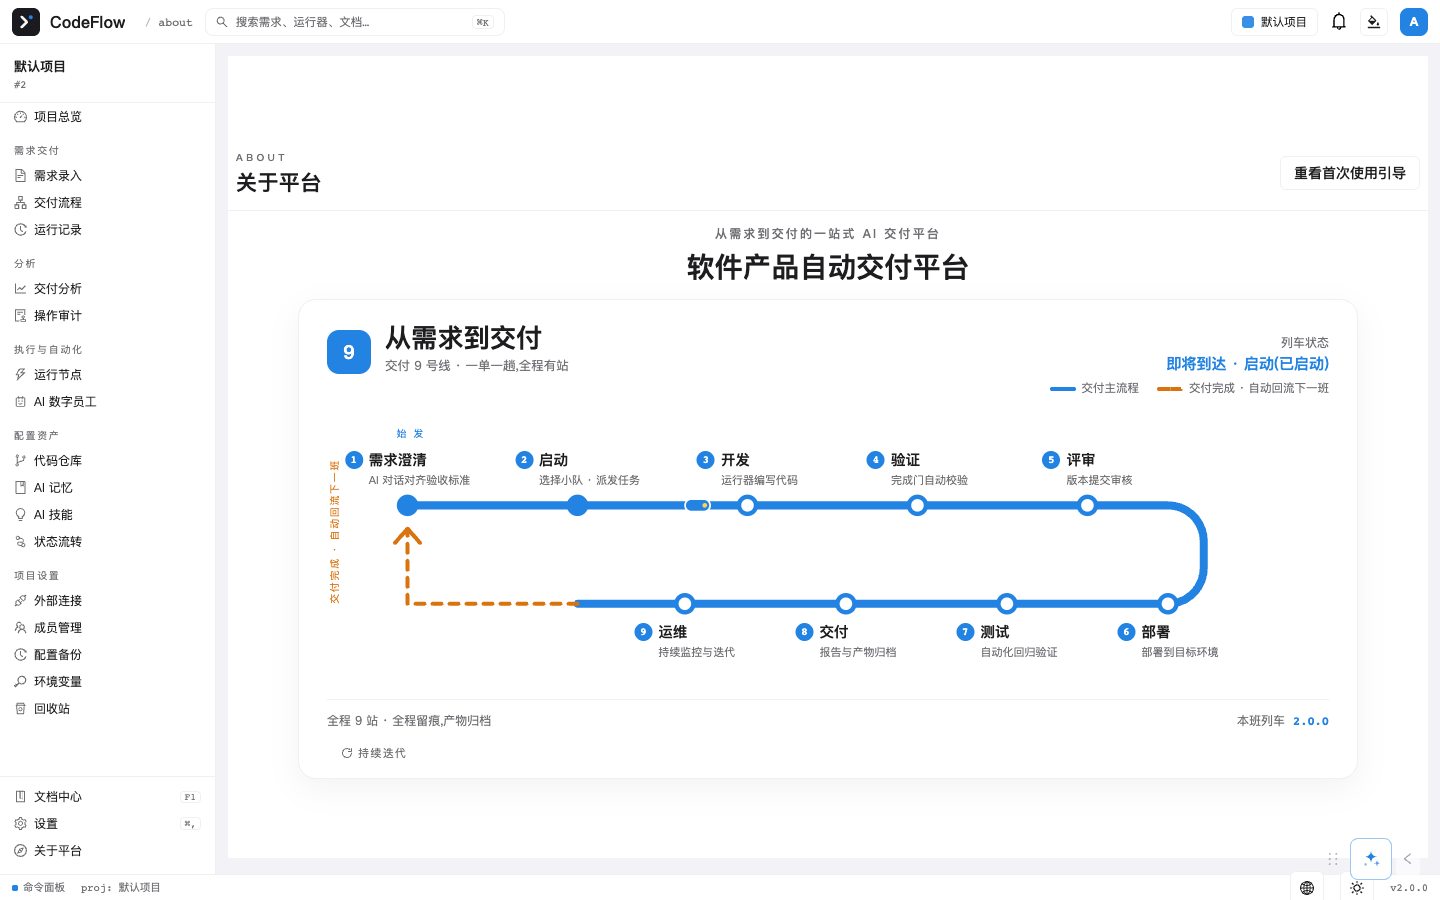 CodeFlow
/ about
搜索需求、运行器、文档...
⌘K
默认项目
A
默认项目
#2
项目总览
需求交付
需求录入
交付流程
运行记录
分析
交付分析
操作审计
执行与自动化
运行节点
AI 数字员工
配置资产
代码仓库
AI 记忆
AI 技能
状态流转
项目设置
外部连接
成员管理
配置备份
环境变量
回收站
文档中心
F1
设置
⌘,
关于平台
ABOUT
关于平台
重看首次使用引导
从需求到交付的一站式 AI 交付平台
软件产品自动交付平台
9
从需求到交付
交付 9 号线 · 一单一趟,全程有站
列车状态
即将到达 · 启动(已启动)
交付主流程
交付完成 · 自动回流下一班
始 发
1 需求澄清
AI 对话对齐验收标准
2 启动
选择小队 · 派发任务
3 开发
运行器编写代码
4 验证
完成门自动校验
5 评审
版本提交审核
交付完成 · 自动回流下一班
9 运维
持续监控与迭代
8 交付
报告与产物归档
7 测试
自动化回归验证
6 部署
部署到目标环境
全程 9 站 · 全程留痕,产物归档
本班列车 2.0.0
持续迭代
命令面板
proj: 默认项目
v2.0.0